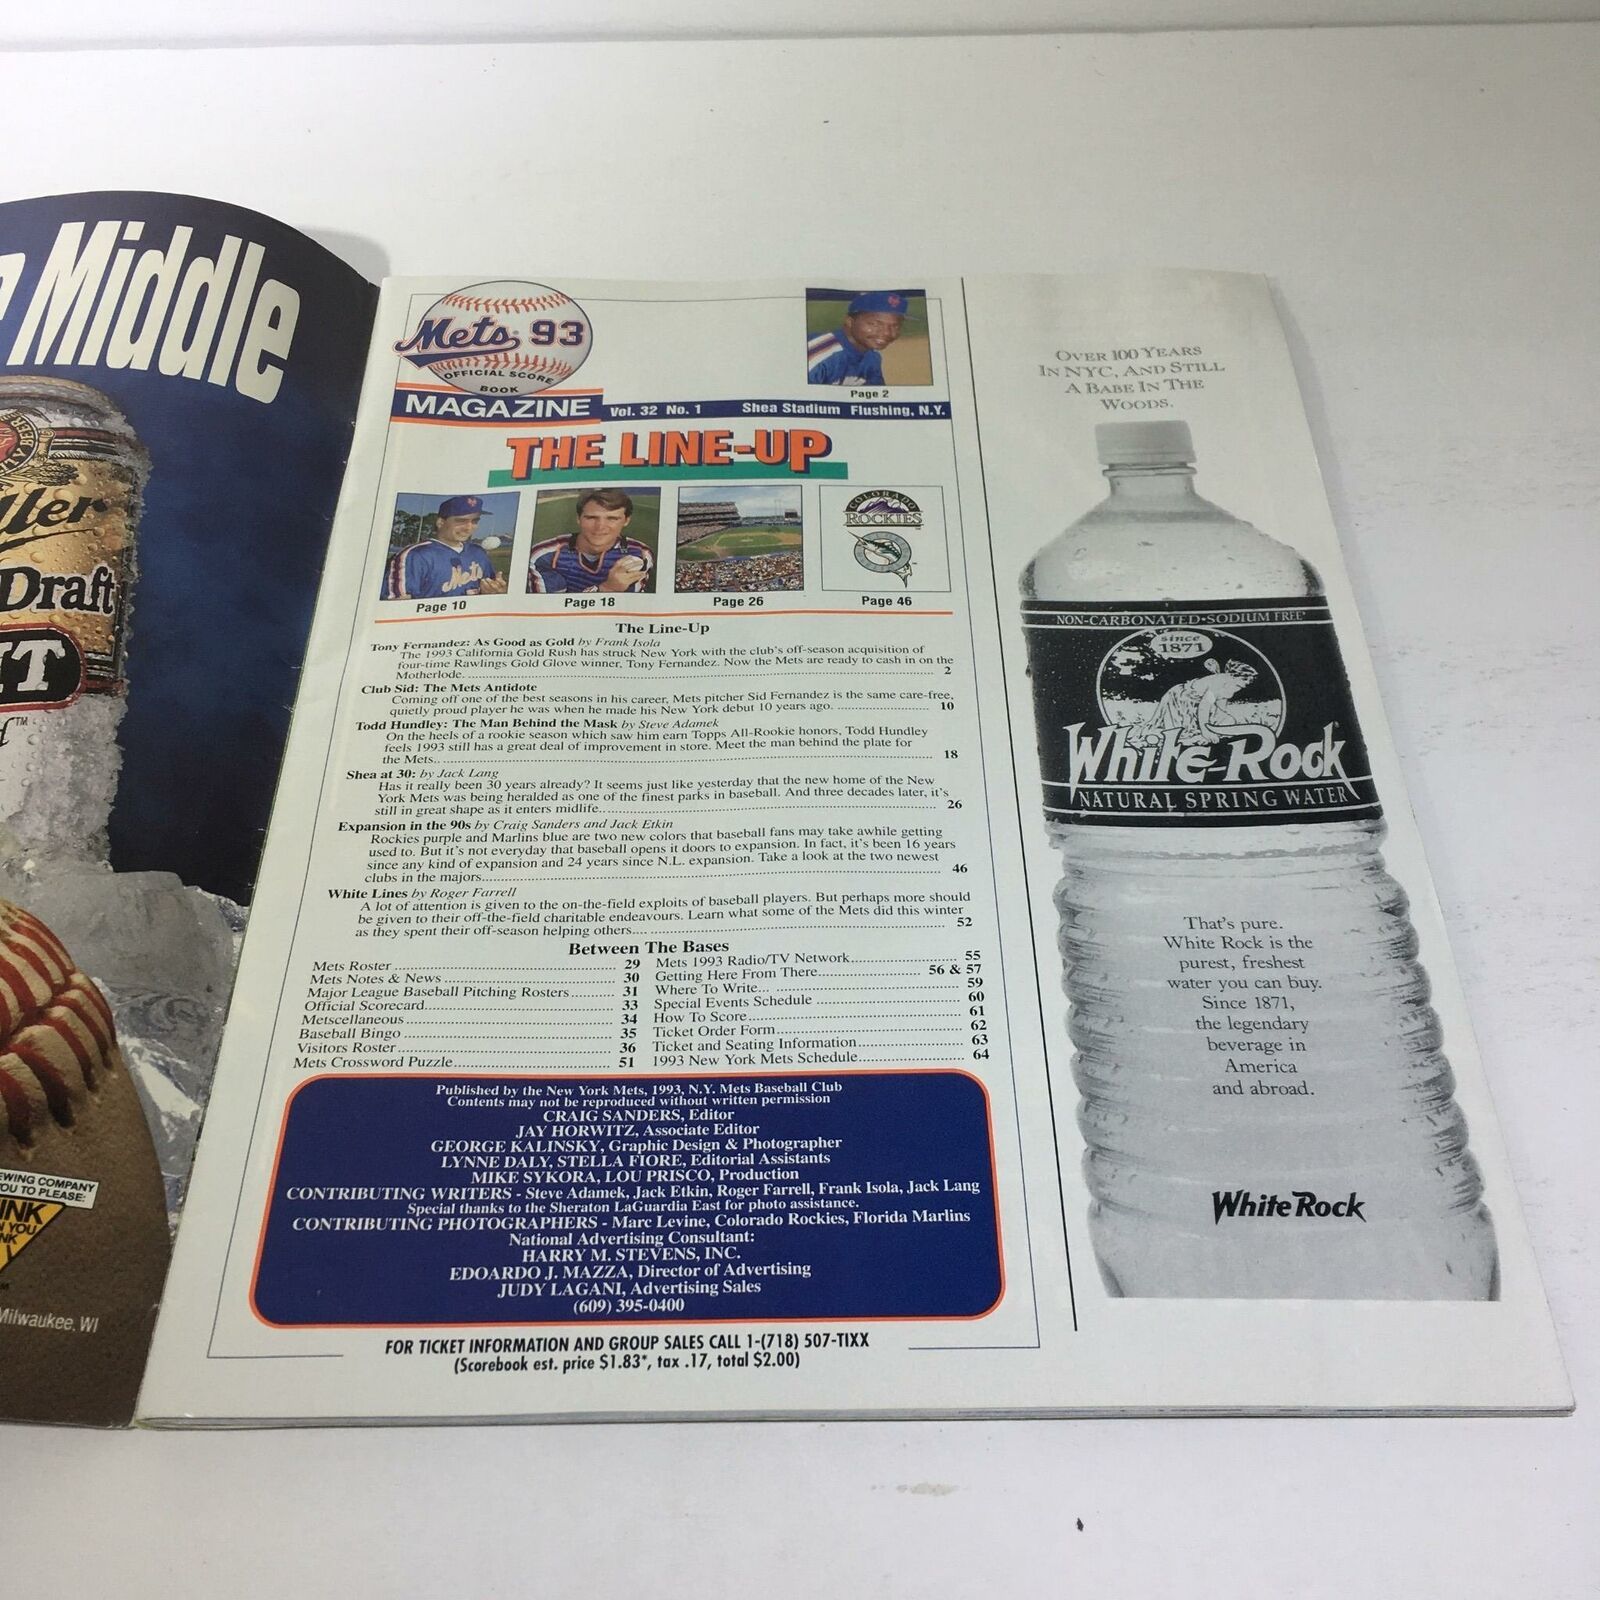 Middle
ller
Draft
BREWING COMPANY
YOU TO PLEASE:
Milwaukee, WI
Mets 93
OFFICIAL SCORE
BOOK
MAGAZINE Vol. 32 No. 1 Shea Stadium Flushing, N.Y.
Page 2
THE LINE-UP
COLORADO
ROCKIES
Mets
Page 10
Page 18
Page 26
Page 46
The Line-Up
Tony Fernandez: As Good as Gold by Frank Isola
The 1993 California Gold Rush has struck New York with the club's off-season acquisition of
four-time Rawlings Gold Glove winner, Tony Fernandez. Now the Mets are ready to cash in on the
Motherlode. 2
Club Sid: The Mets Antidote
Coming off one of the best seasons in his career, Mets pitcher Sid Fernandez is the same care-free,
quietly proud player he was when he made his New York debut 10 years ago. 10
Todd Hundley: The Man Behind the Mask by Steve Adamek
On the heels of a rookie season which saw him earn Topps All-Rookie honors, Todd Hundley
feels 1993 still has a great deal of improvement in store. Meet the man behind the plate for
the Mets.. 18
Shea at 30: by Jack Lang
Has it really been 30 years already? It seems just like yesterday that the new home of the New
York Mets was being heralded as one of the finest parks in baseball. And three decades later, it's
still in great shape as it enters midlife. 26
Expansion in the 90s by Craig Sanders and Jack Etkin
Rockies purple and Marlins blue are two new colors that baseball fans may take awhile getting
used to. But it's not everyday that baseball opens it doors to expansion. In fact, it's been 16 years
since any kind of expansion and 24 years since N.L. expansion. Take a look at the two newest
clubs in the majors. 46
White Lines by Roger Farrell
A lot of attention is given to the on-the-field exploits of baseball players. But perhaps more should
be given to their off-the-field charitable endeavours. Learn what some of the Mets did this winter
as they spent their off-season helping others.... 52
Between The Bases
Mets Roster 29
Mets Notes & News 30
Major League Baseball Pitching Rosters 31
Official Scorecard 33
Metscellaneous 34
Baseball Bingo 35
Visitors Roster 36
Mets Crossword Puzzle 51
Mets 1993 Radio/TV Network 55
Getting Here From There 56 & 57
Where To Write... 59
Special Events Schedule 60
How To Score 61
Ticket Order Form 62
Ticket and Seating Information 63
1993 New York Mets Schedule 64
Published by the New York Mets, 1993, N.Y. Mets Baseball Club
Contents may not be reproduced without written permission
CRAIG SANDERS, Editor
JAY HORWITZ, Associate Editor
GEORGE KALINSKY, Graphic Design & Photographer
LYNNE DALY, STELLA FIORE, Editorial Assistants
MIKE SYKORA, LOU PRISCO, Production
CONTRIBUTING WRITERS - Steve Adamek, Jack Etkin, Roger Farrell, Frank Isola, Jack Lang
Special thanks to the Sheraton LaGuardia East for photo assistance.
CONTRIBUTING PHOTOGRAPHERS - Marc Levine, Colorado Rockies, Florida Marlins
National Advertising Consultant:
HARRY M. STEVENS, INC.
EDOARDO J. MAZZA, Director of Advertising
JUDY LAGANI, Advertising Sales
(609) 395-0400
FOR TICKET INFORMATION AND GROUP SALES CALL 1-(718) 507-TIXX
(Scorebook est. price $1.83*, tax .17, total $2.00)
OVER 100 YEARS
IN NYC, AND STILL
A BABE IN THE
WOODS.
NON-CARBONATED•SODIUM FREE*
since
1871
White Rock
NATURAL SPRING WATER
That's pure.
White Rock is the
purest, freshest
water you can buy.
Since 1871,
the legendary
beverage in
America
and abroad.
White Rock